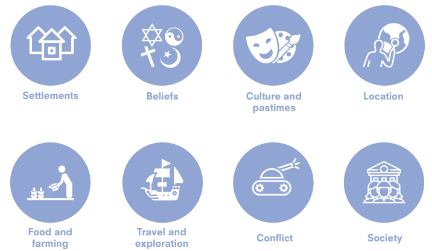 Settlements
Beliefs
Culture and
pastimes
Location
Food and
farming
Travel and
exploration
Conflict
Society